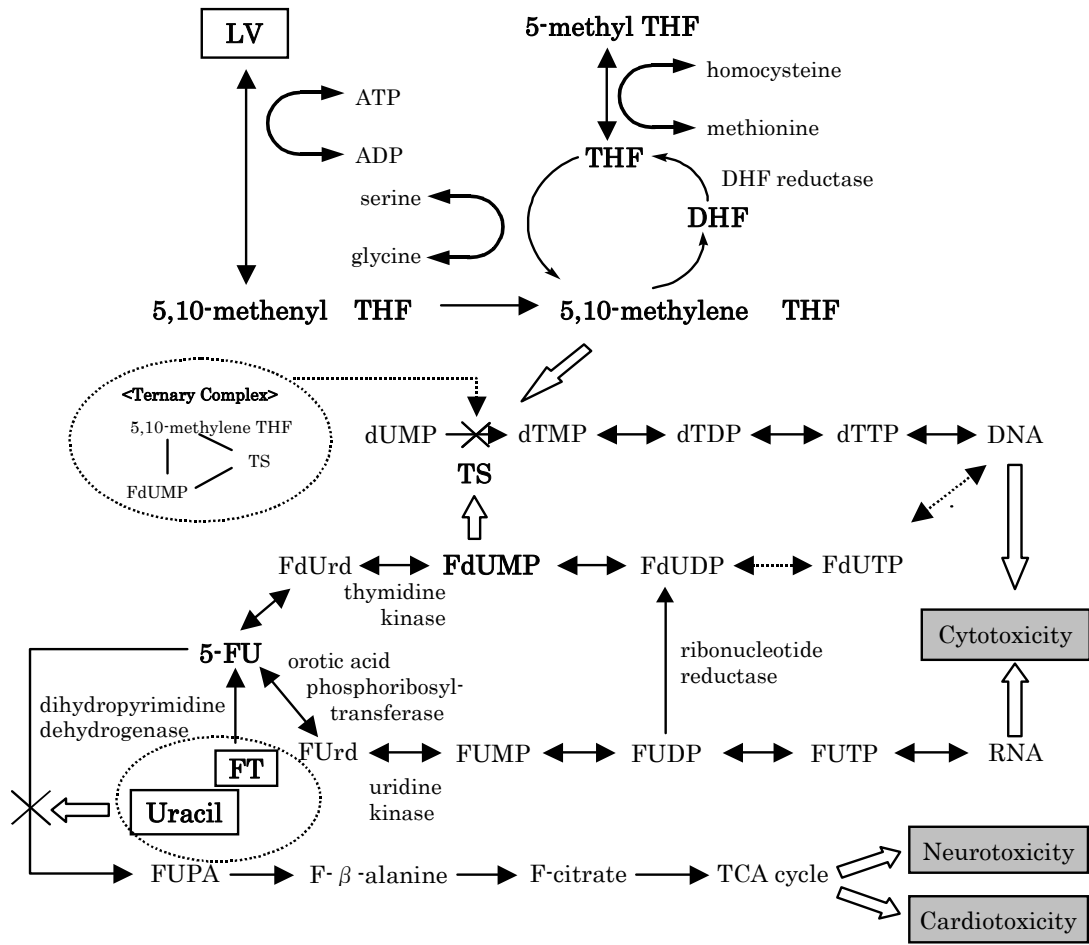 LV
5-methyl THF
homocysteine
ATP
methionine
ADP
THF
DHF reductase
serine
DHF
glycine
5,10-methenyl THF
5,10-methylene THF
<Ternary Complex>
5,10-methylene THF
TS
FdUMP
dUMP
dTMP
dTDP
dTTP
DNA
TS
FdUrd
FdUMP
FdUDP
FdUTP
thymidine
kinase
Cytotoxicity
5-FU
orotic acid
phosphoribosyl-
transferase
ribonucleotide
reductase
dihydropyrimidine
dehydrogenase
FUrd
FUMP
FUDP
FUTP
RNA
FT
uridine
kinase
Uracil
FUPA
F-β-alanine
F-citrate
TCA cycle
Neurotoxicity
Cardiotoxicity